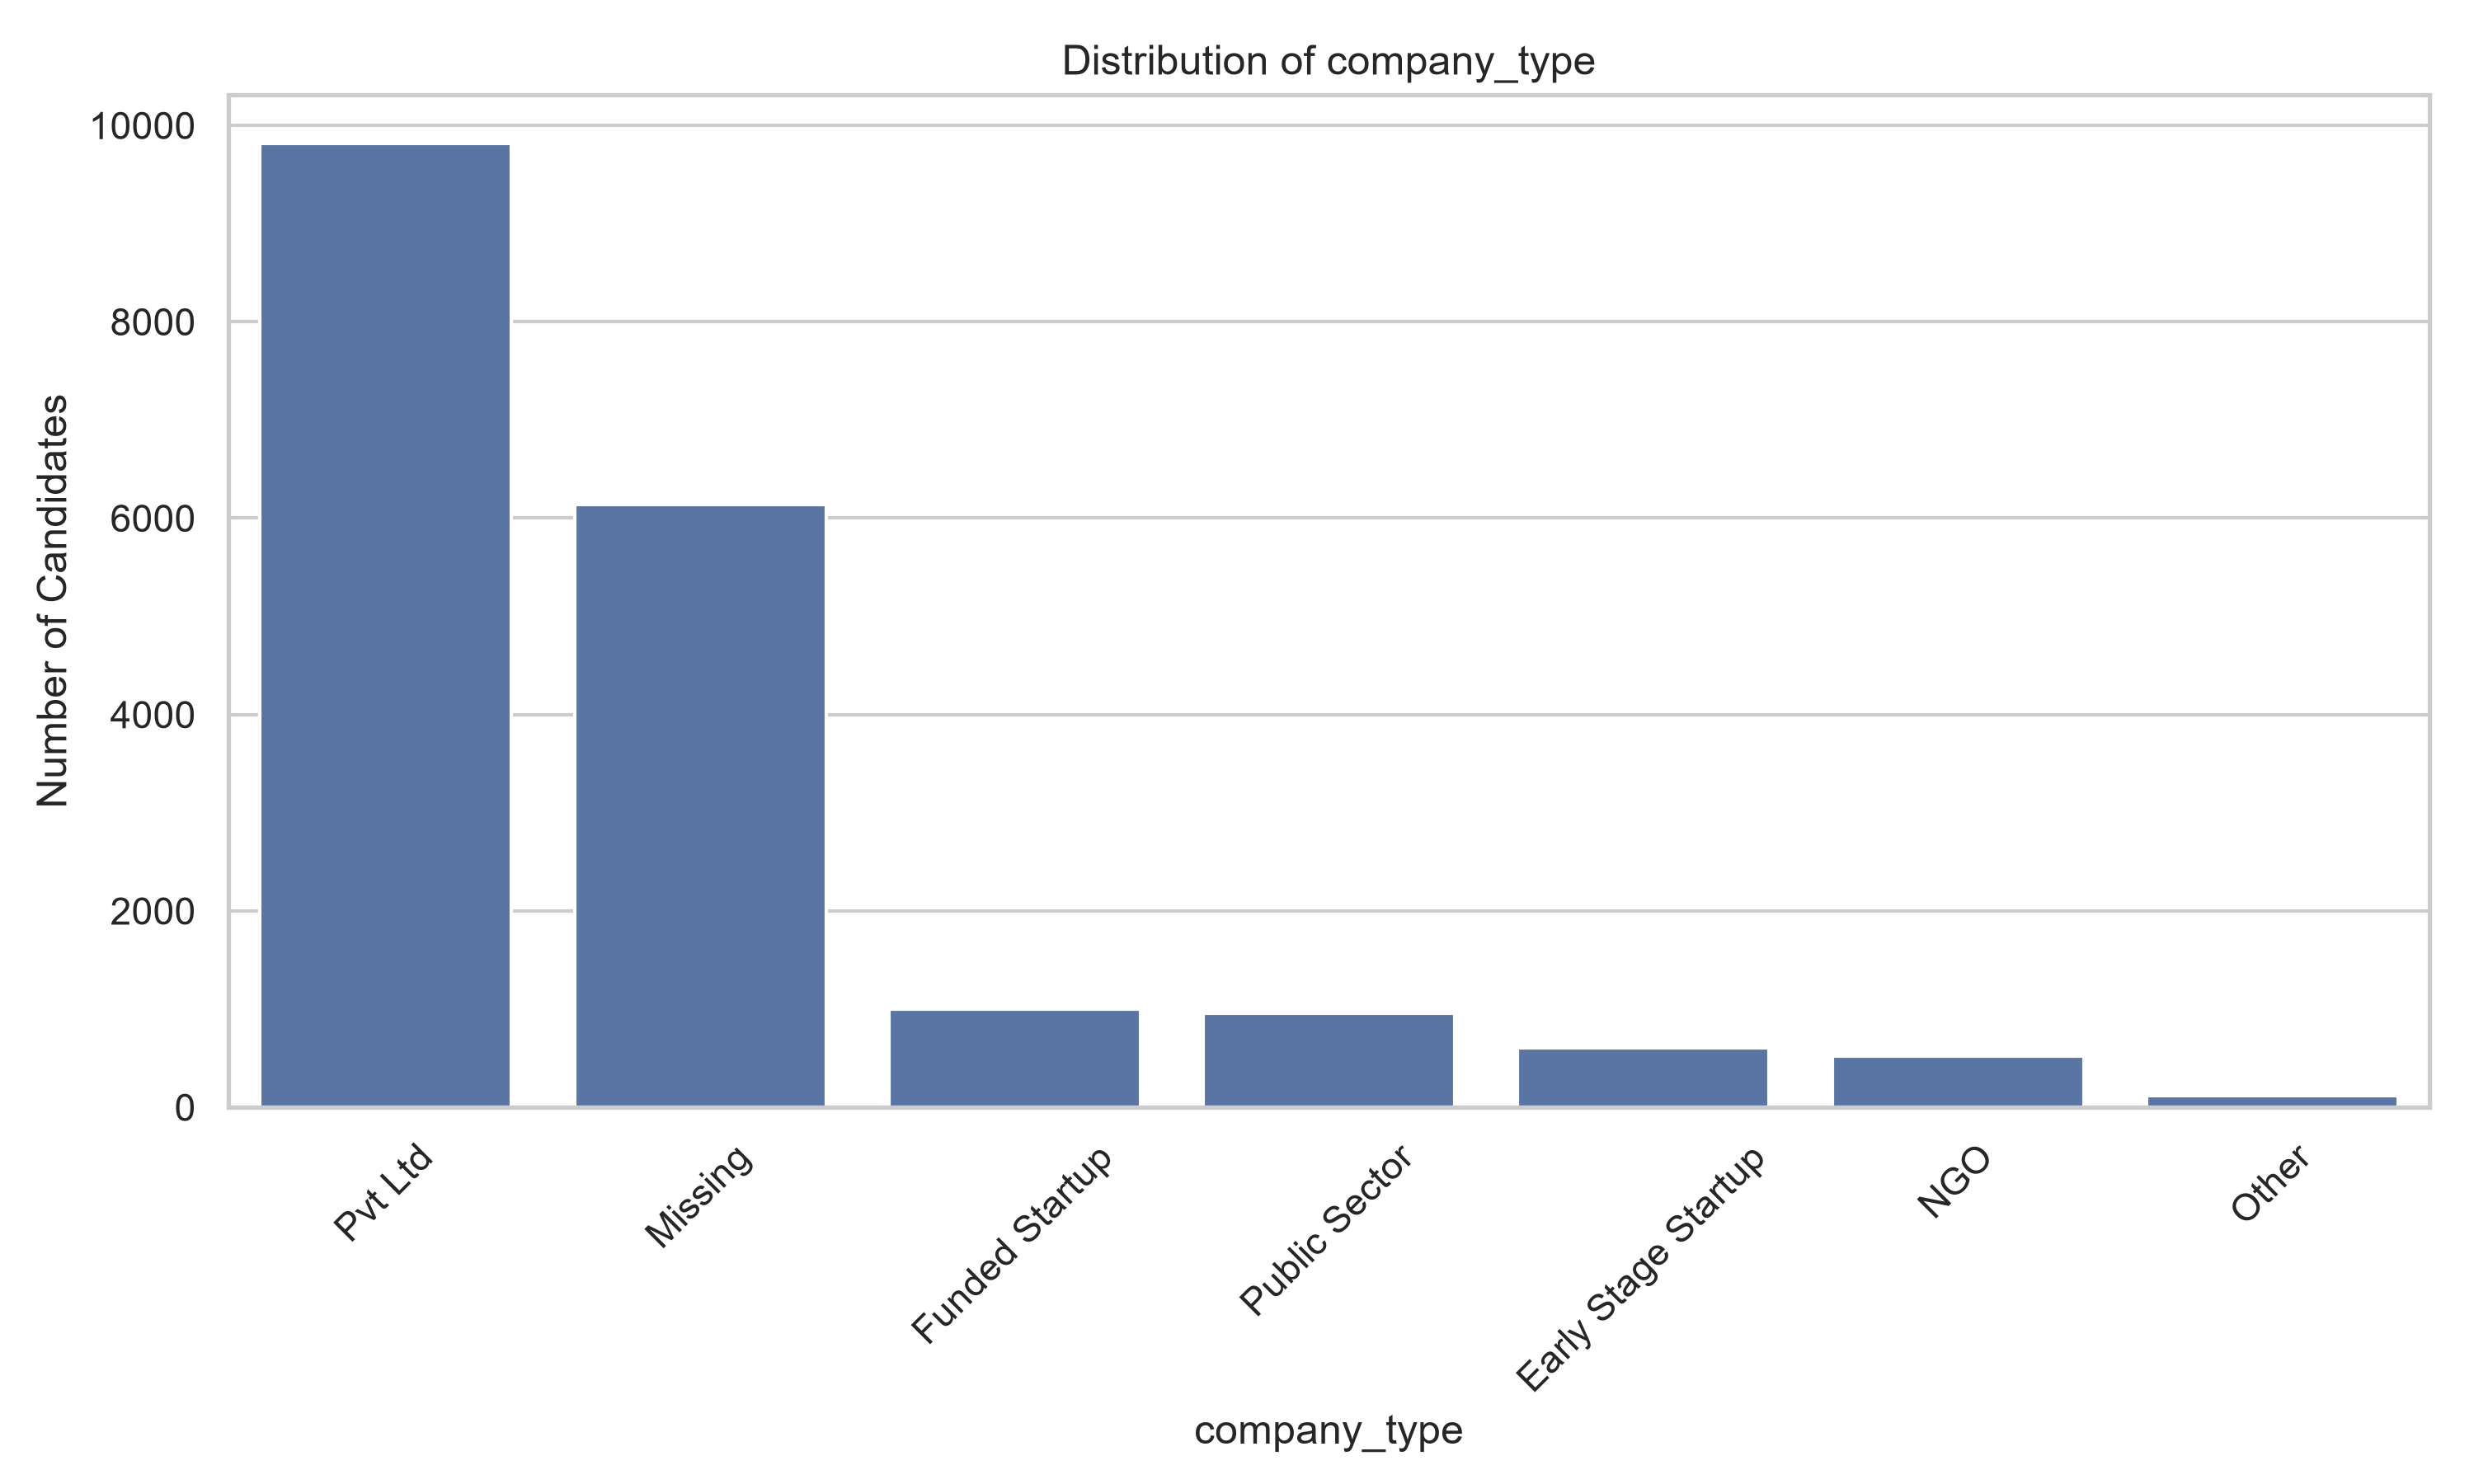 Distribution of company_type
10000
8000
6000
4000
2000
0
Number of Candidates
Pvt Ltd
Missing
Funded Startup
Public Sector
Early Stage Startup
NGO
Other
company_type